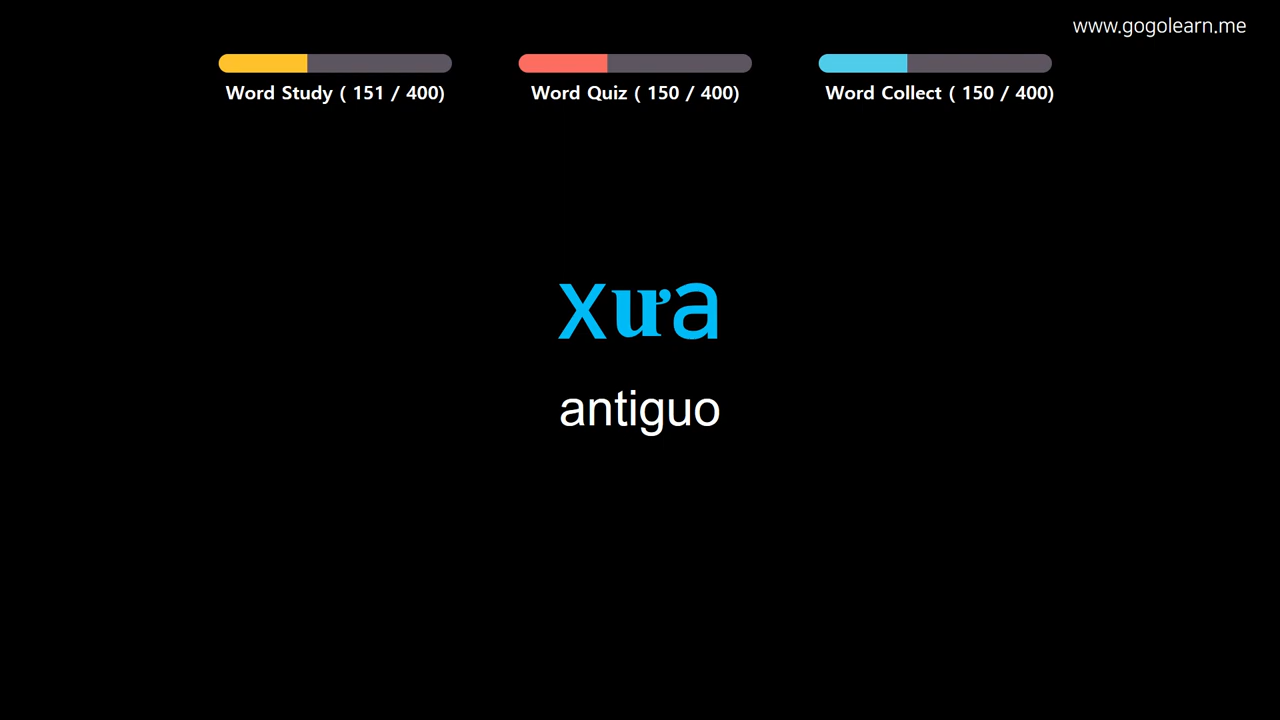 www.gogolearn.me
Word Study ( 151 / 400)
Word Quiz ( 150 / 400)
Word Collect ( 150 / 400)
xưa
antiguo